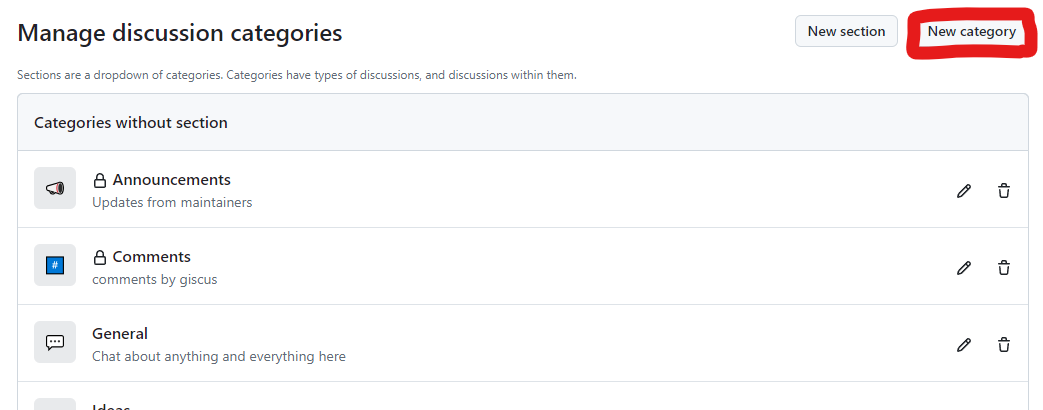 Manage discussion categories
New section
New category
Sections are a dropdown of categories. Categories have types of discussions, and discussions within them.
Categories without section
Announcements
Updates from maintainers
#
Comments
comments by giscus
General
Chat about anything and everything here
Ideas